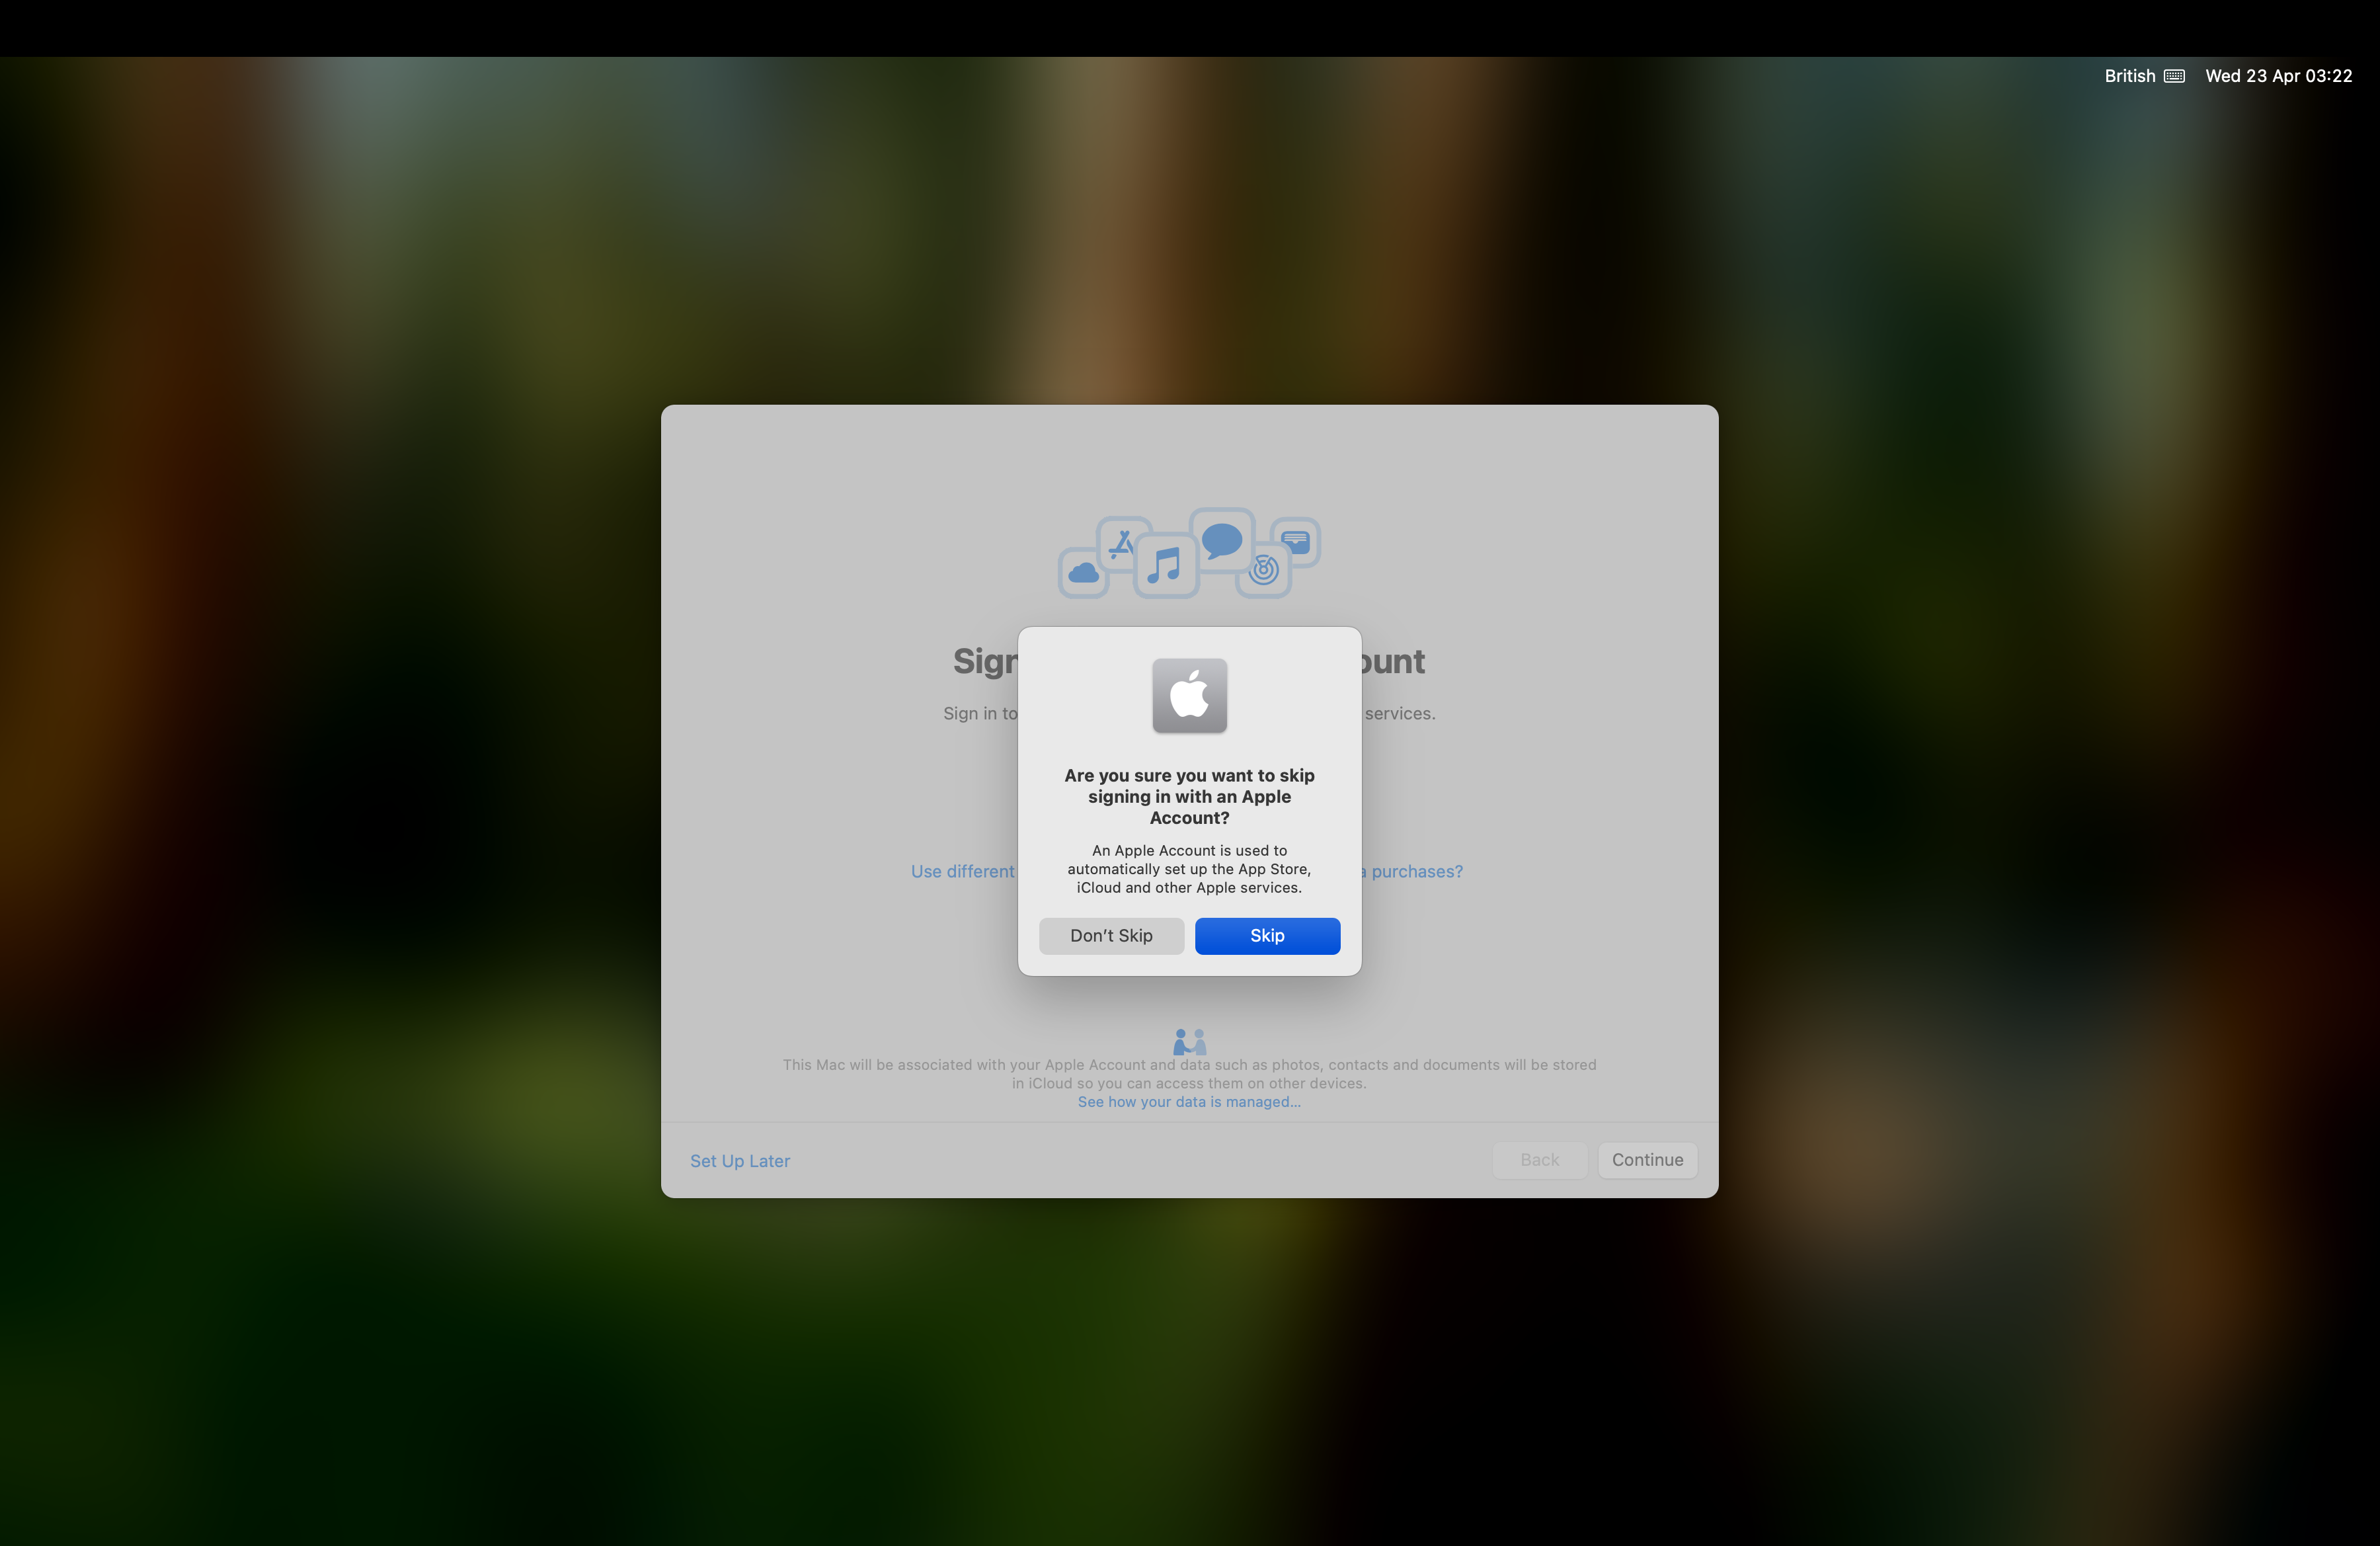 British
Wed 23 Apr 03:22
Sign
ount
Sign in to
services.
Are you sure you want to skip
signing in with an Apple
Account?
An Apple Account is used to
automatically set up the App Store,
iCloud and other Apple services.
Use different
purchases?
Don't Skip
Skip
This Mac will be associated with your Apple Account and data such as photos, contacts and documents will be stored
in iCloud so you can access them on other devices.
See how your data is managed...
Set Up Later
Back
Continue